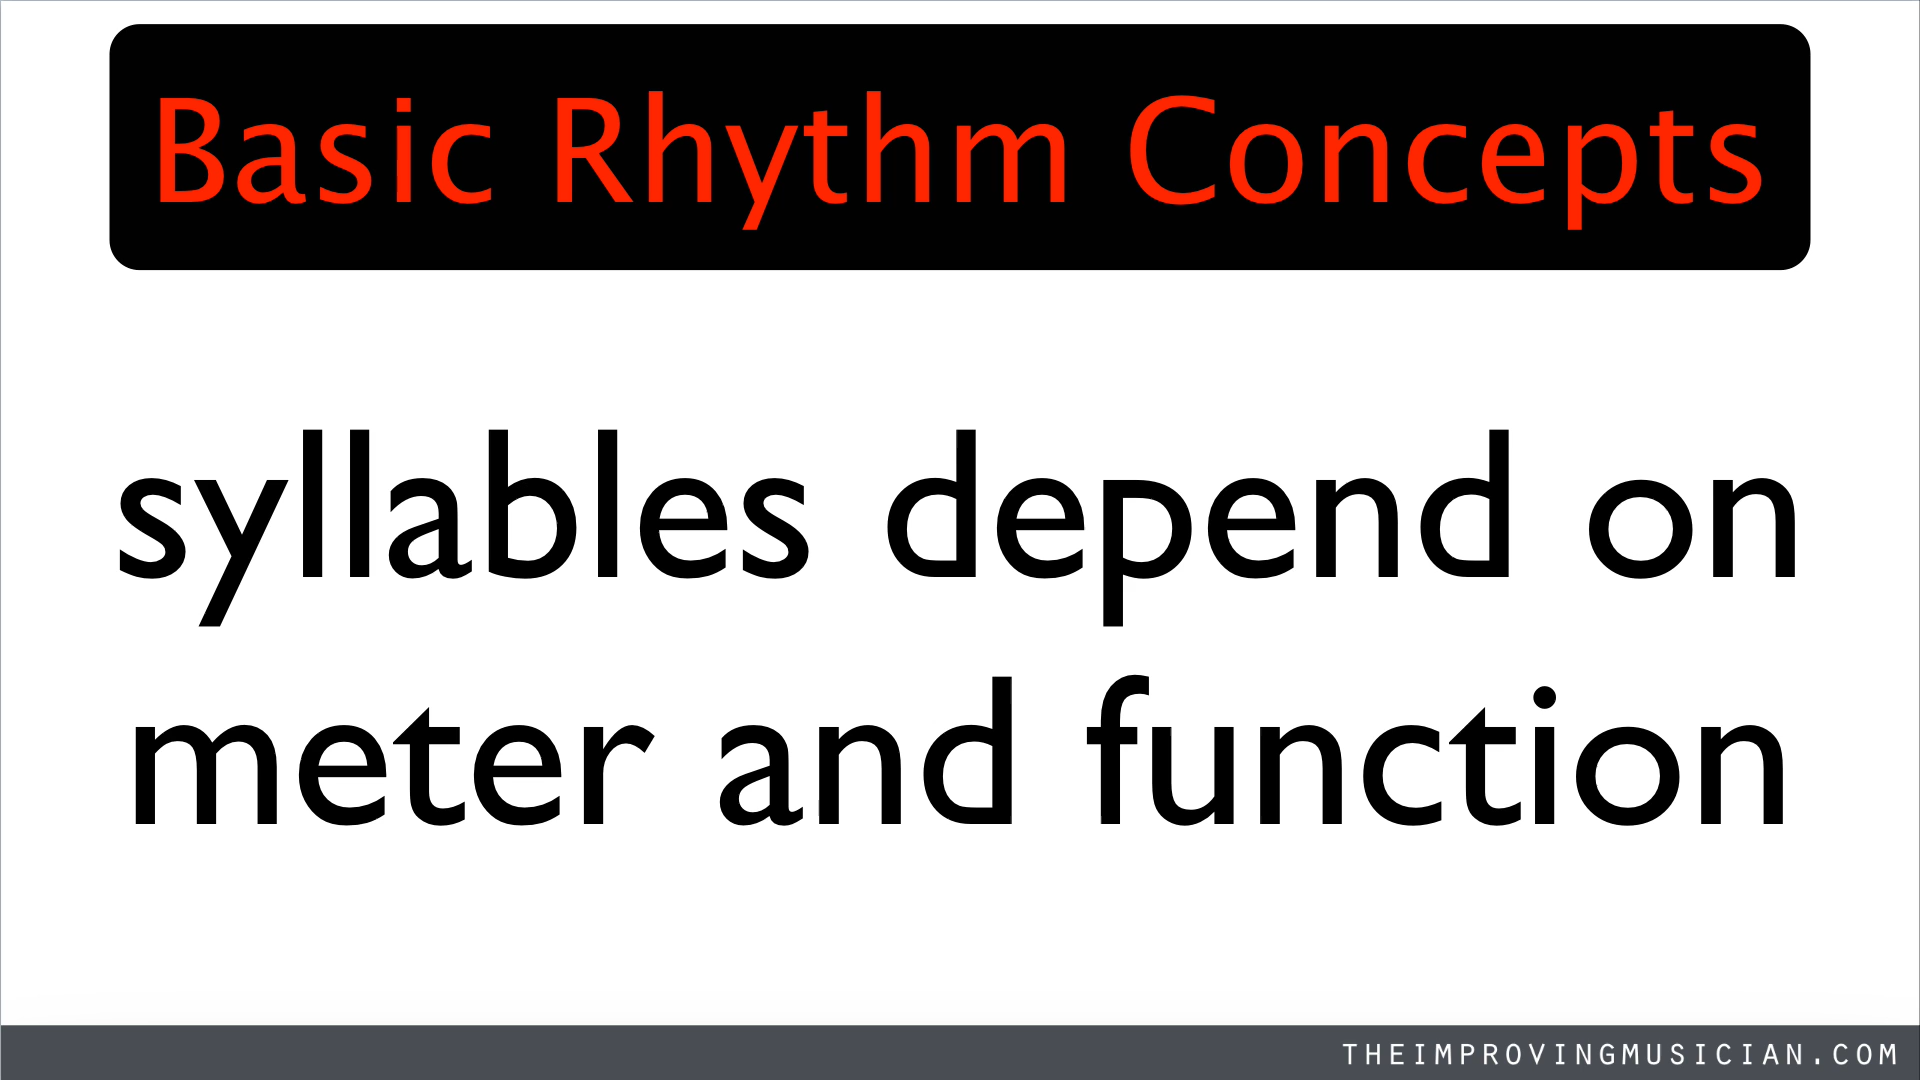 Basic Rhythm Concepts
syllables depend on
meter and function
THEIMPROVINGMUSICIAN.COM